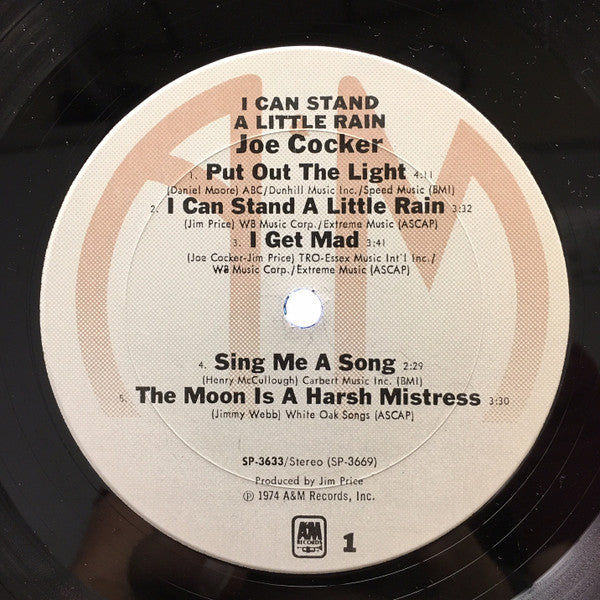 I CAN STAND
A LITTLE RAIN
Joe Cocker
1. Put Out The Light 4:11
(Daniel Moore) ABC/Dunhill Music Inc./Speed Music (BMI)
2. I Can Stand A Little Rain 3:32
(Jim Price) WB Music Corp./Extreme Music (ASCAP)
3. I Get Mad 3:41
(Joe Cocker-Jim Price) TRO-Essex Music Int'l Inc./
WB Music Corp./Extreme Music (ASCAP)
4. Sing Me A Song 2:29
(Henry McCullough) Carbert Music Inc. (BMI)
5. The Moon Is A Harsh Mistress 3:30
(Jimmy Webb) White Oak Songs (ASCAP)
SP-3633/Stereo (SP-3669)
Produced by Jim Price
℗ 1974 A&M Records, Inc.
A&M
RECORDS
1